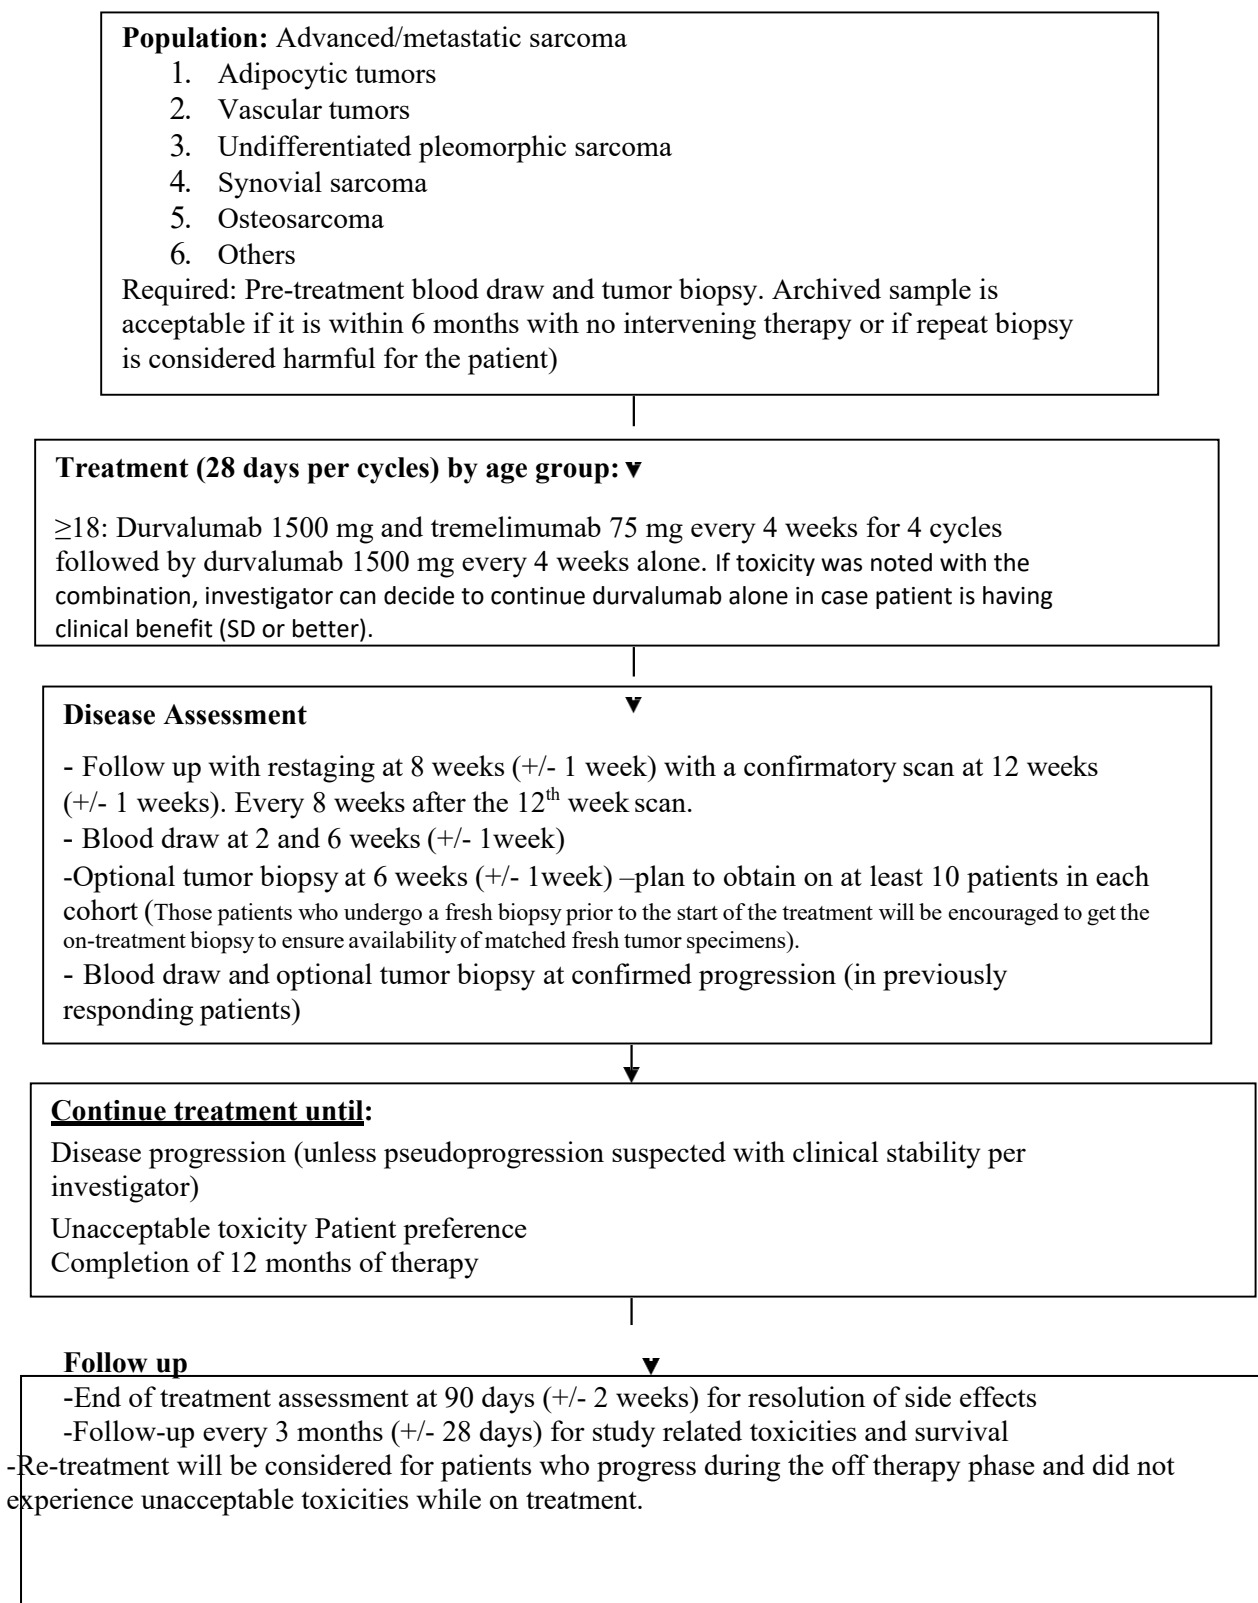 Population: Advanced/metastatic sarcoma
1. Adipocytic tumors
2. Vascular tumors
3. Undifferentiated pleomorphic sarcoma
4. Synovial sarcoma
5. Osteosarcoma
6. Others
Required: Pre-treatment blood draw and tumor biopsy. Archived sample is
acceptable if it is within 6 months with no intervening therapy or if repeat biopsy
is considered harmful for the patient)
Treatment (28 days per cycles) by age group:
≥18: Durvalumab 1500 mg and tremelimumab 75 mg every 4 weeks for 4 cycles
followed by durvalumab 1500 mg every 4 weeks alone. If toxicity was noted with the
combination, investigator can decide to continue durvalumab alone in case patient is having
clinical benefit (SD or better).
Disease Assessment
- Follow up with restaging at 8 weeks (+/- 1 week) with a confirmatory scan at 12 weeks
(+/- 1 weeks). Every 8 weeks after the 12th week scan.
- Blood draw at 2 and 6 weeks (+/- 1week)
-Optional tumor biopsy at 6 weeks (+/- 1week) –plan to obtain on at least 10 patients in each
cohort (Those patients who undergo a fresh biopsy prior to the start of the treatment will be encouraged to get the
on-treatment biopsy to ensure availability of matched fresh tumor specimens).
- Blood draw and optional tumor biopsy at confirmed progression (in previously
responding patients)
Continue treatment until:
Disease progression (unless pseudoprogression suspected with clinical stability per
investigator)
Unacceptable toxicity Patient preference
Completion of 12 months of therapy
Follow up
-End of treatment assessment at 90 days (+/- 2 weeks) for resolution of side effects
-Follow-up every 3 months (+/- 28 days) for study related toxicities and survival
-Re-treatment will be considered for patients who progress during the off therapy phase and did not
experience unacceptable toxicities while on treatment.